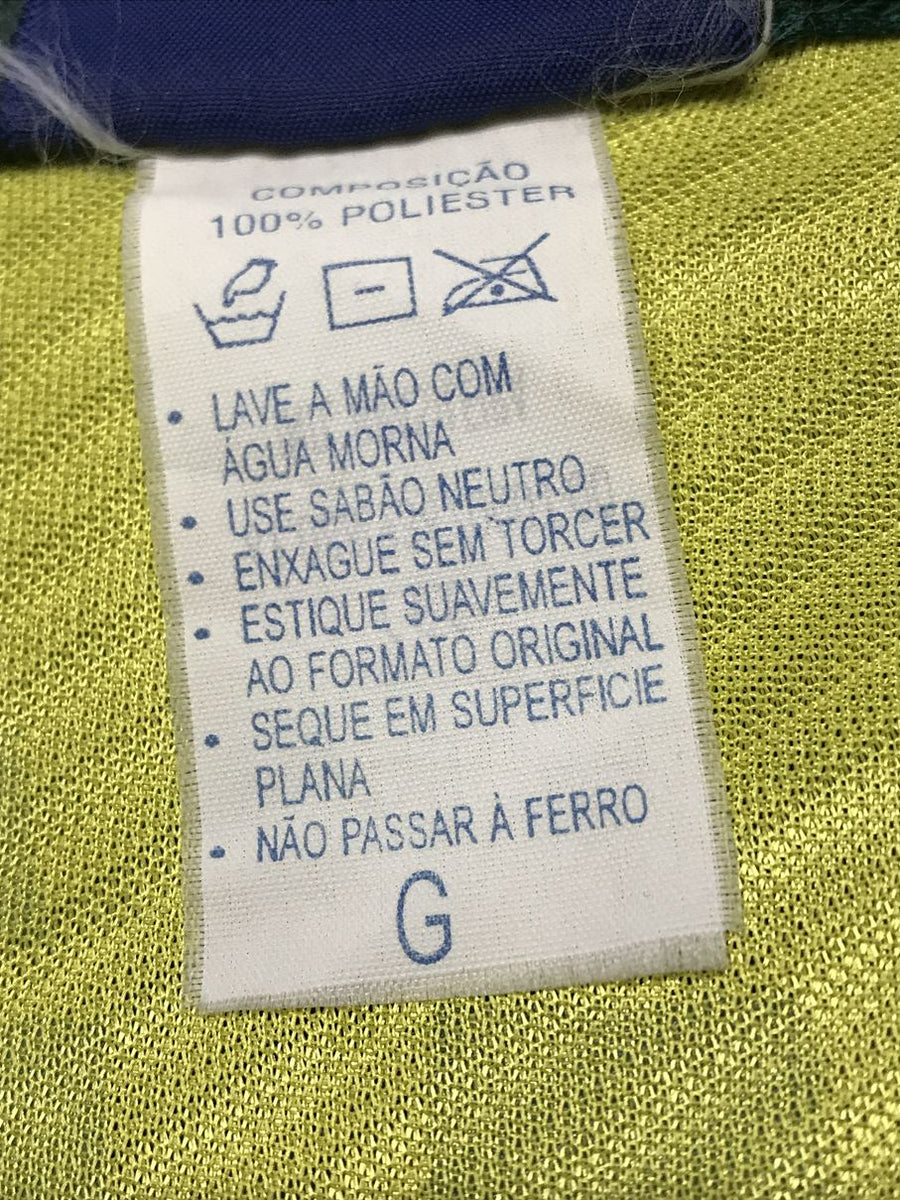 COMPOSIÇÃO
100% POLIESTER
• LAVE A MÃO COM
ÁGUA MORNA
• USE SABÃO NEUTRO
• ENXAGUE SEM TORCER
• ESTIQUE SUAVEMENTE
AO FORMATO ORIGINAL
• SEQUE EM SUPERFICIE
PLANA
• NÃO PASSAR À FERRO
G